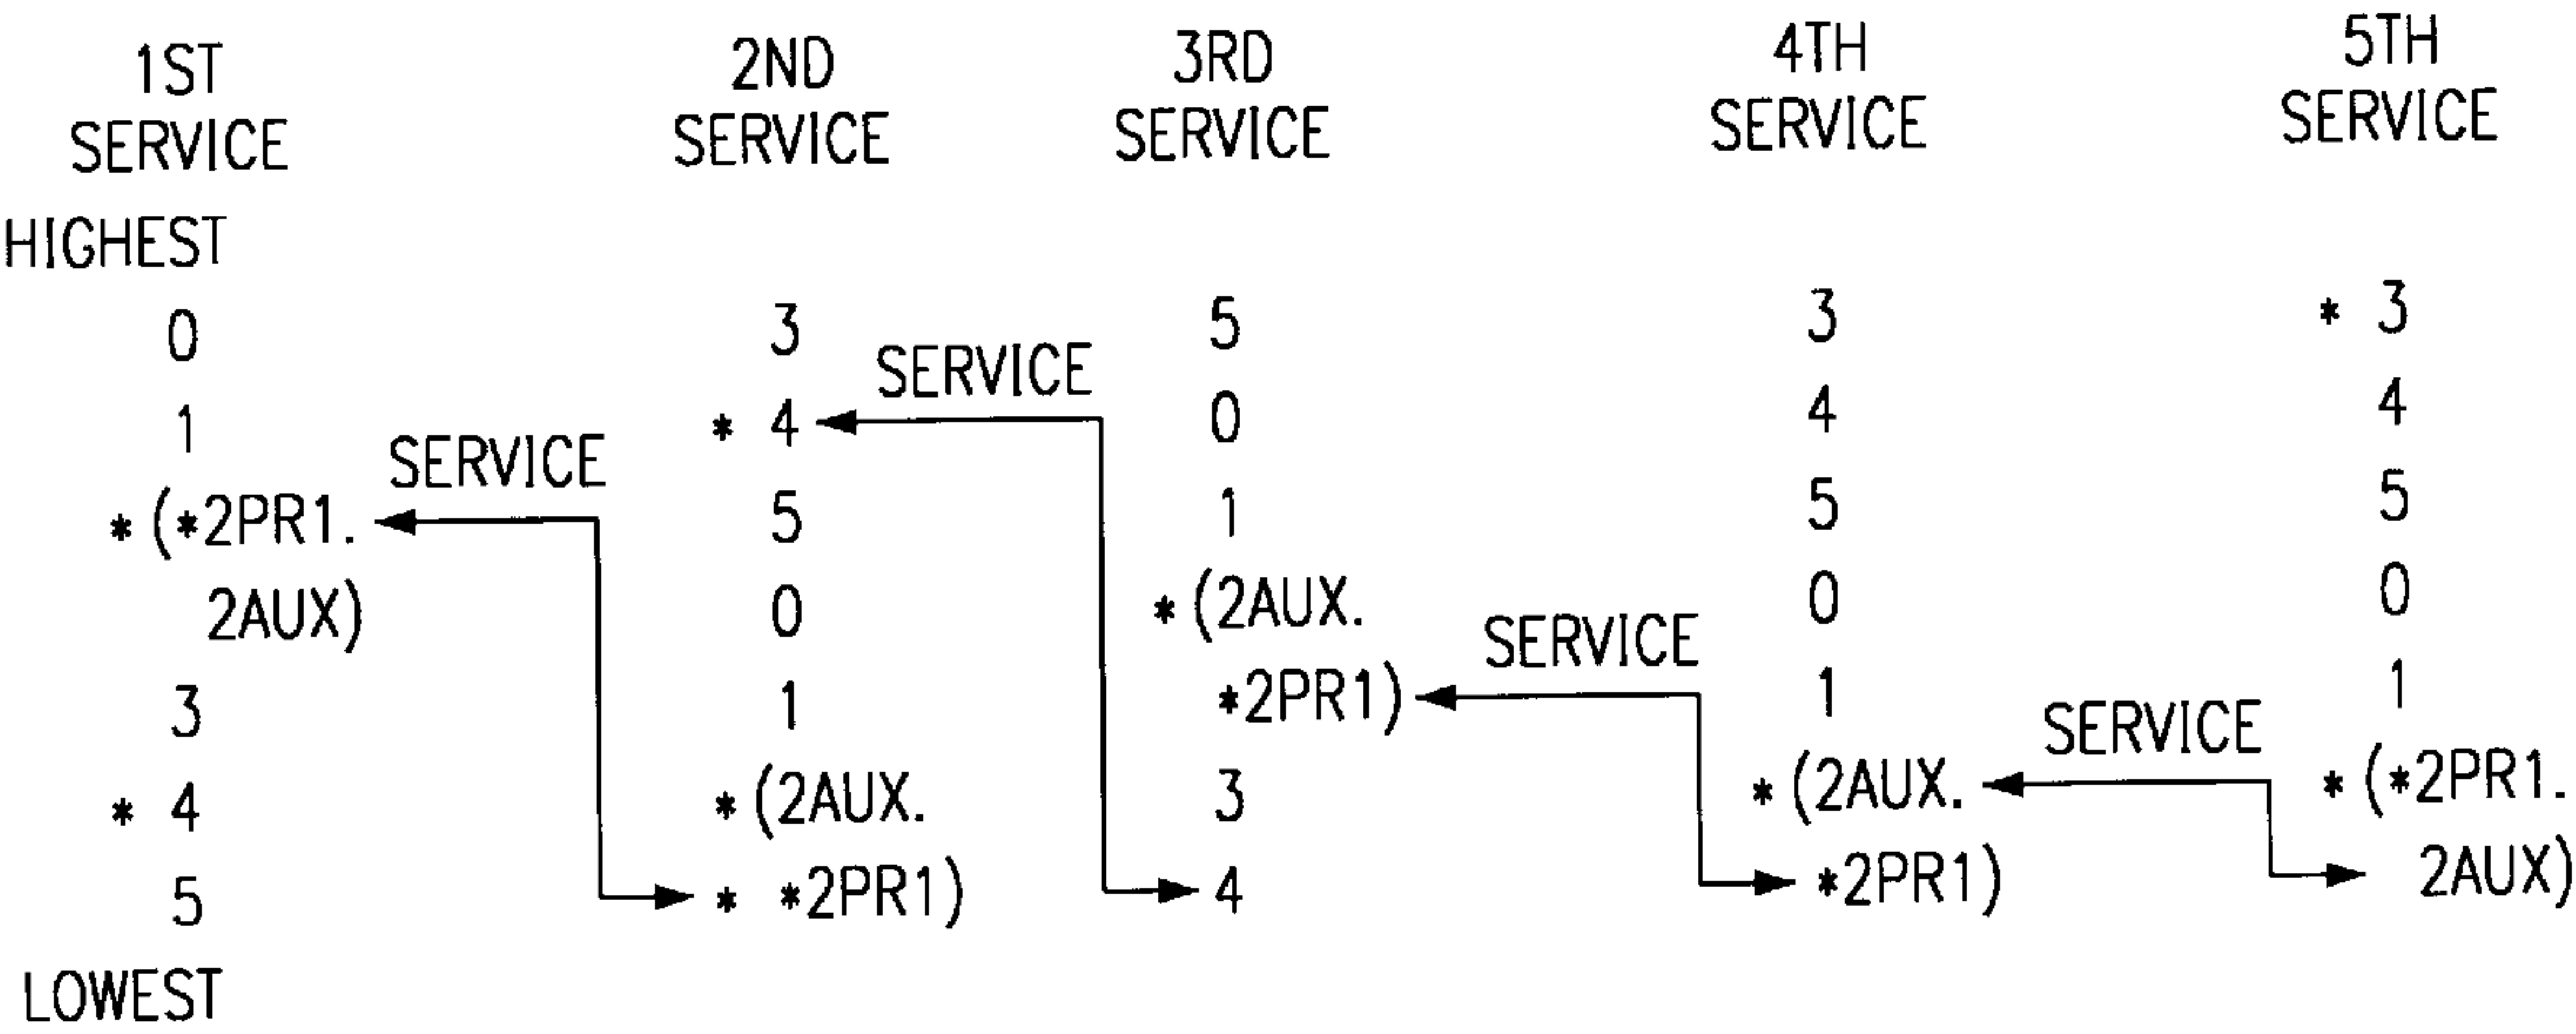 1ST
SERVICE
HIGHEST
0
1
* (*2PR1.
2AUX)
3
* 4
5
LOWEST
SERVICE
2ND
SERVICE
3
* 4
5
0
1
* (2AUX.
* *2PR1)
SERVICE
3RD
SERVICE
5
0
1
* (2AUX.
*2PR1)
3
4
SERVICE
4TH
SERVICE
3
4
5
0
1
* (2AUX.
*2PR1)
SERVICE
5TH
SERVICE
* 3
4
5
0
1
* (*2PR1.
2AUX)